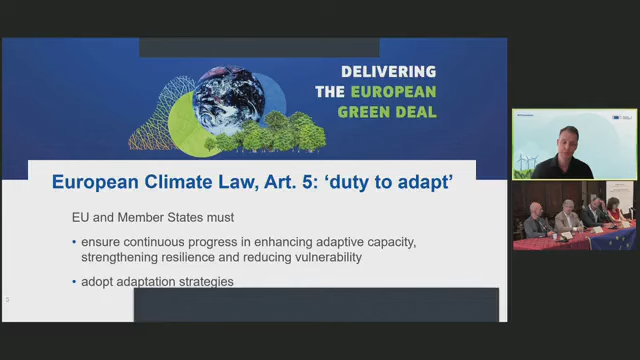 DELIVERING
THE EUROPEAN
GREEN DEAL
European Climate Law, Art. 5: ‘duty to adapt’
EU and Member States must
• ensure continuous progress in enhancing adaptive capacity,
strengthening resilience and reducing vulnerability
• adopt adaptation strategies